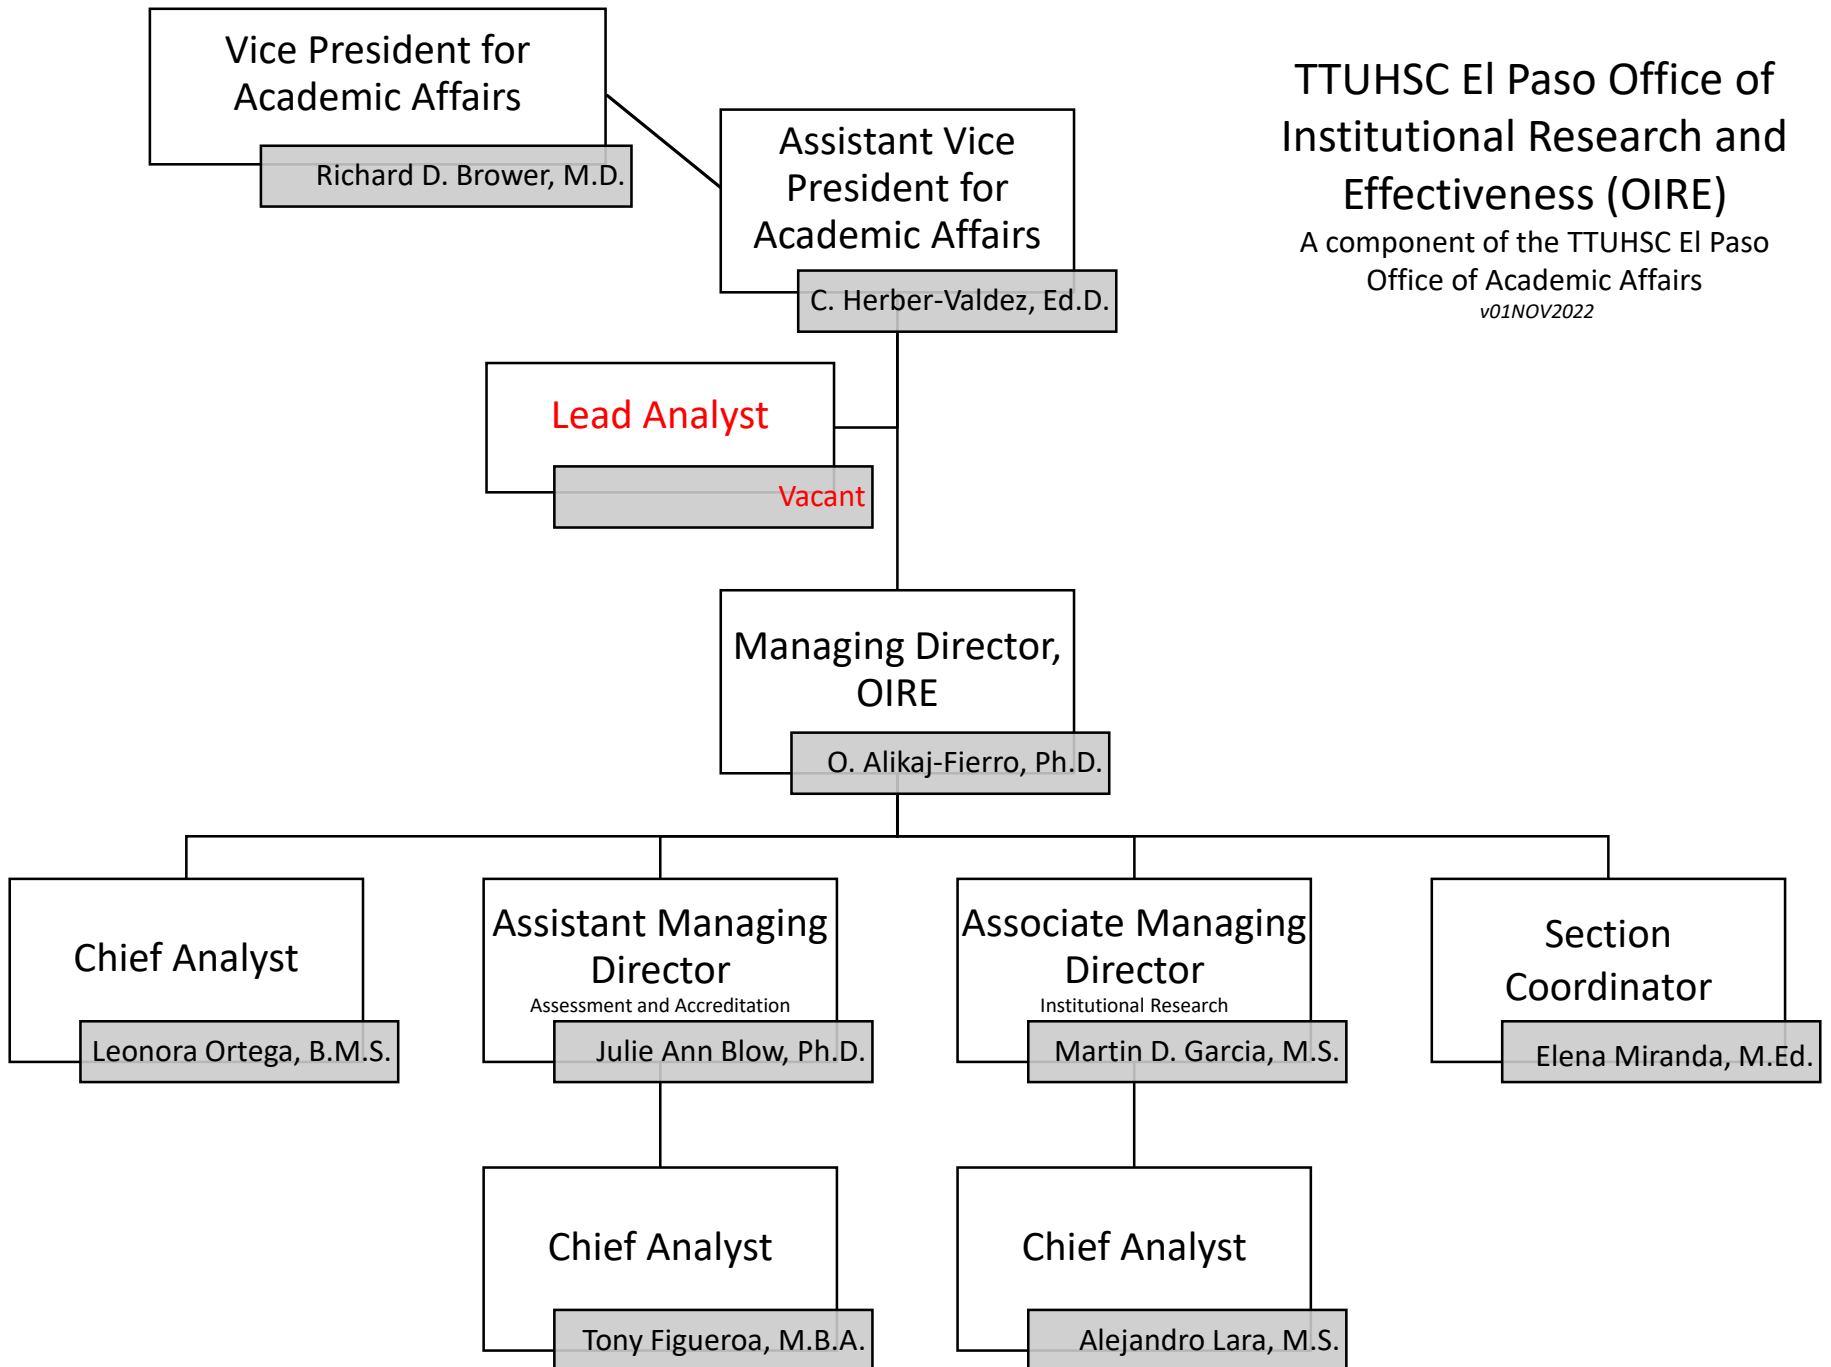 Vice President for
Academic Affairs
Richard D. Brower, M.D.
TTUHSC El Paso Office of
Institutional Research and
Effectiveness (OIRE)
A component of the TTUHSC El Paso
Office of Academic Affairs
v01NOV2022
Assistant Vice
President for
Academic Affairs
C. Herber-Valdez, Ed.D.
Lead Analyst
Vacant
Managing Director,
OIRE
O. Alikaj-Fierro, Ph.D.
Chief Analyst
Leonora Ortega, B.M.S.
Assistant Managing
Director
Assessment and Accreditation
Julie Ann Blow, Ph.D.
Associate Managing
Director
Institutional Research
Martin D. Garcia, M.S.
Section
Coordinator
Elena Miranda, M.Ed.
Chief Analyst
Tony Figueroa, M.B.A.
Chief Analyst
Alejandro Lara, M.S.